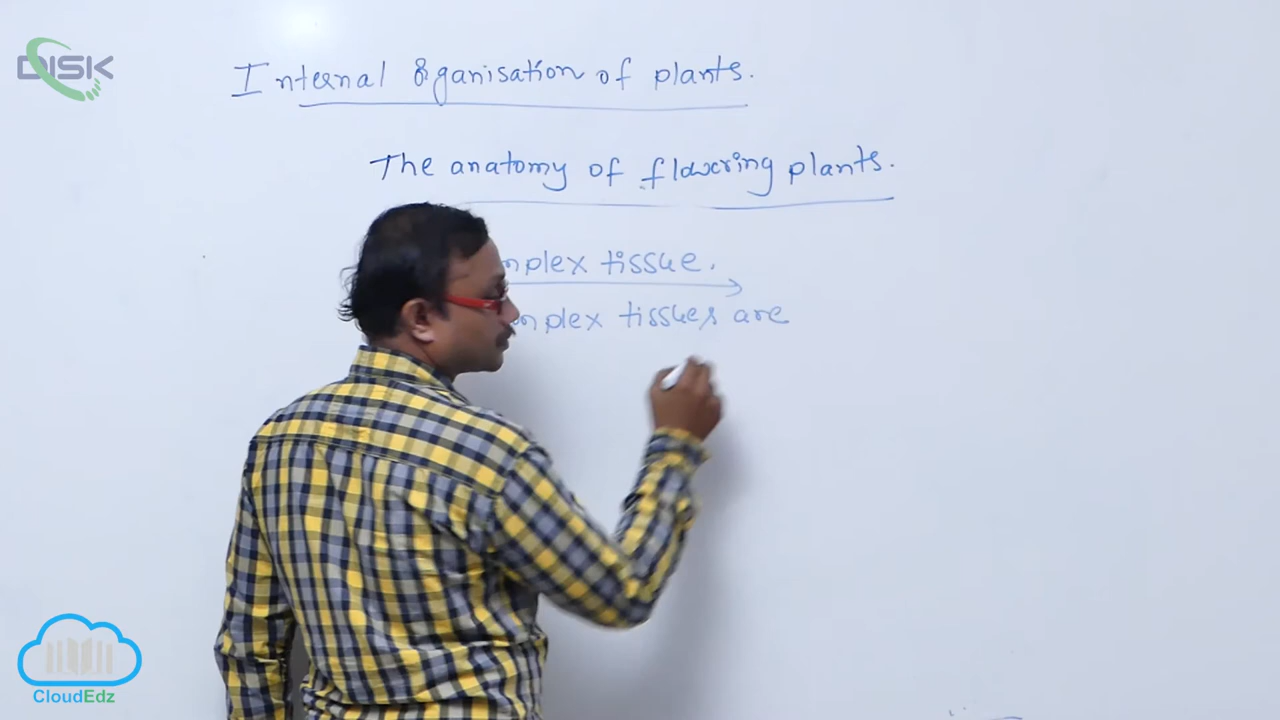 DISK
Internal Organisation of plants.
The anatomy of flowering plants.
mplex tissue.
mplex tissues are
CloudEdz